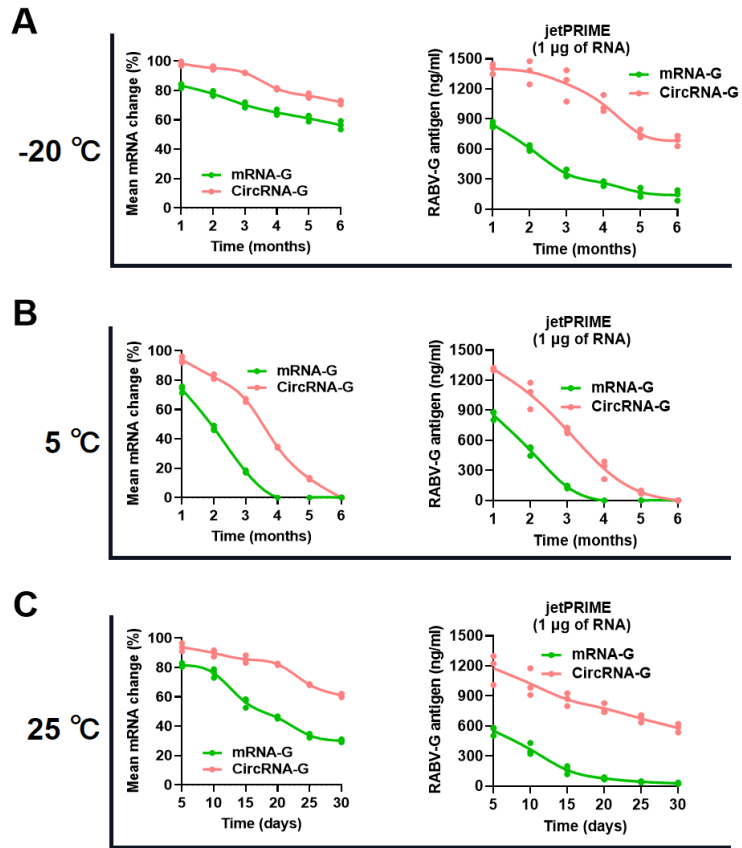 A
-20 °C
Mean mRNA change (%)
100
80
60
40
20
0
mRNA-G
CircRNA-G
1 2 3 4 5 6
Time (months)
jetPRIME
(1 µg of RNA)
RABV-G antigen (ng/ml)
1500
1200
900
600
300
0
mRNA-G
CircRNA-G
1 2 3 4 5 6
Time (months)
B
5 °C
Mean mRNA change (%)
100
80
60
40
20
0
mRNA-G
CircRNA-G
1 2 3 4 5 6
Time (months)
jetPRIME
(1 µg of RNA)
RABV-G antigen (ng/ml)
1500
1200
900
600
300
0
mRNA-G
CircRNA-G
1 2 3 4 5 6
Time (months)
C
25 °C
Mean mRNA change (%)
100
80
60
40
20
0
mRNA-G
CircRNA-G
5 10 15 20 25 30
Time (days)
jetPRIME
(1 µg of RNA)
RABV-G antigen (ng/ml)
1500
1200
900
600
300
0
mRNA-G
CircRNA-G
5 10 15 20 25 30
Time (days)